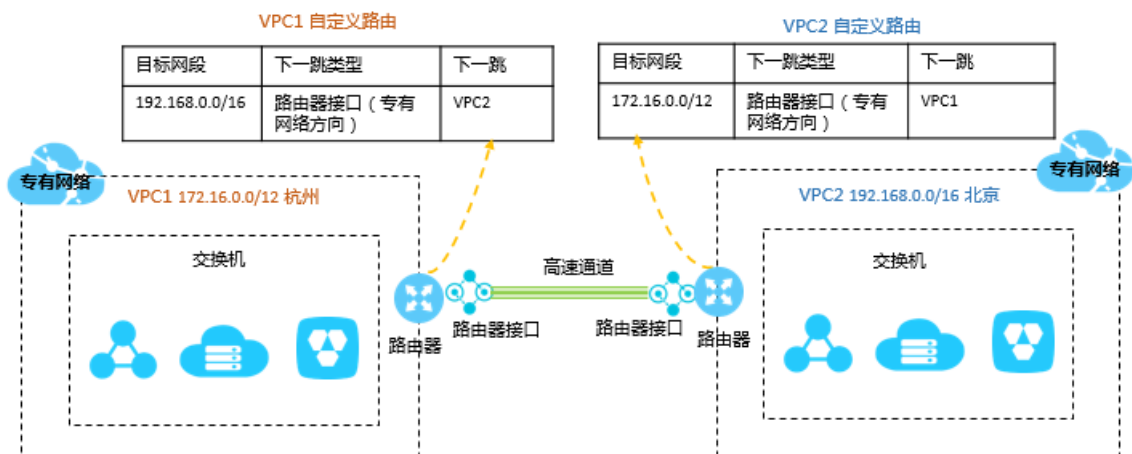 VPC1 自定义路由
目标网段 下一跳类型 下一跳
192.168.0.0/16 路由器接口（专有网络方向） VPC2
VPC2 自定义路由
目标网段 下一跳类型 下一跳
172.16.0.0/12 路由器接口（专有网络方向） VPC1
专有网络
VPC1 172.16.0.0/12 杭州
交换机
路由器
路由器接口
高速通道
路由器接口
路由器
专有网络
VPC2 192.168.0.0/16 北京
交换机